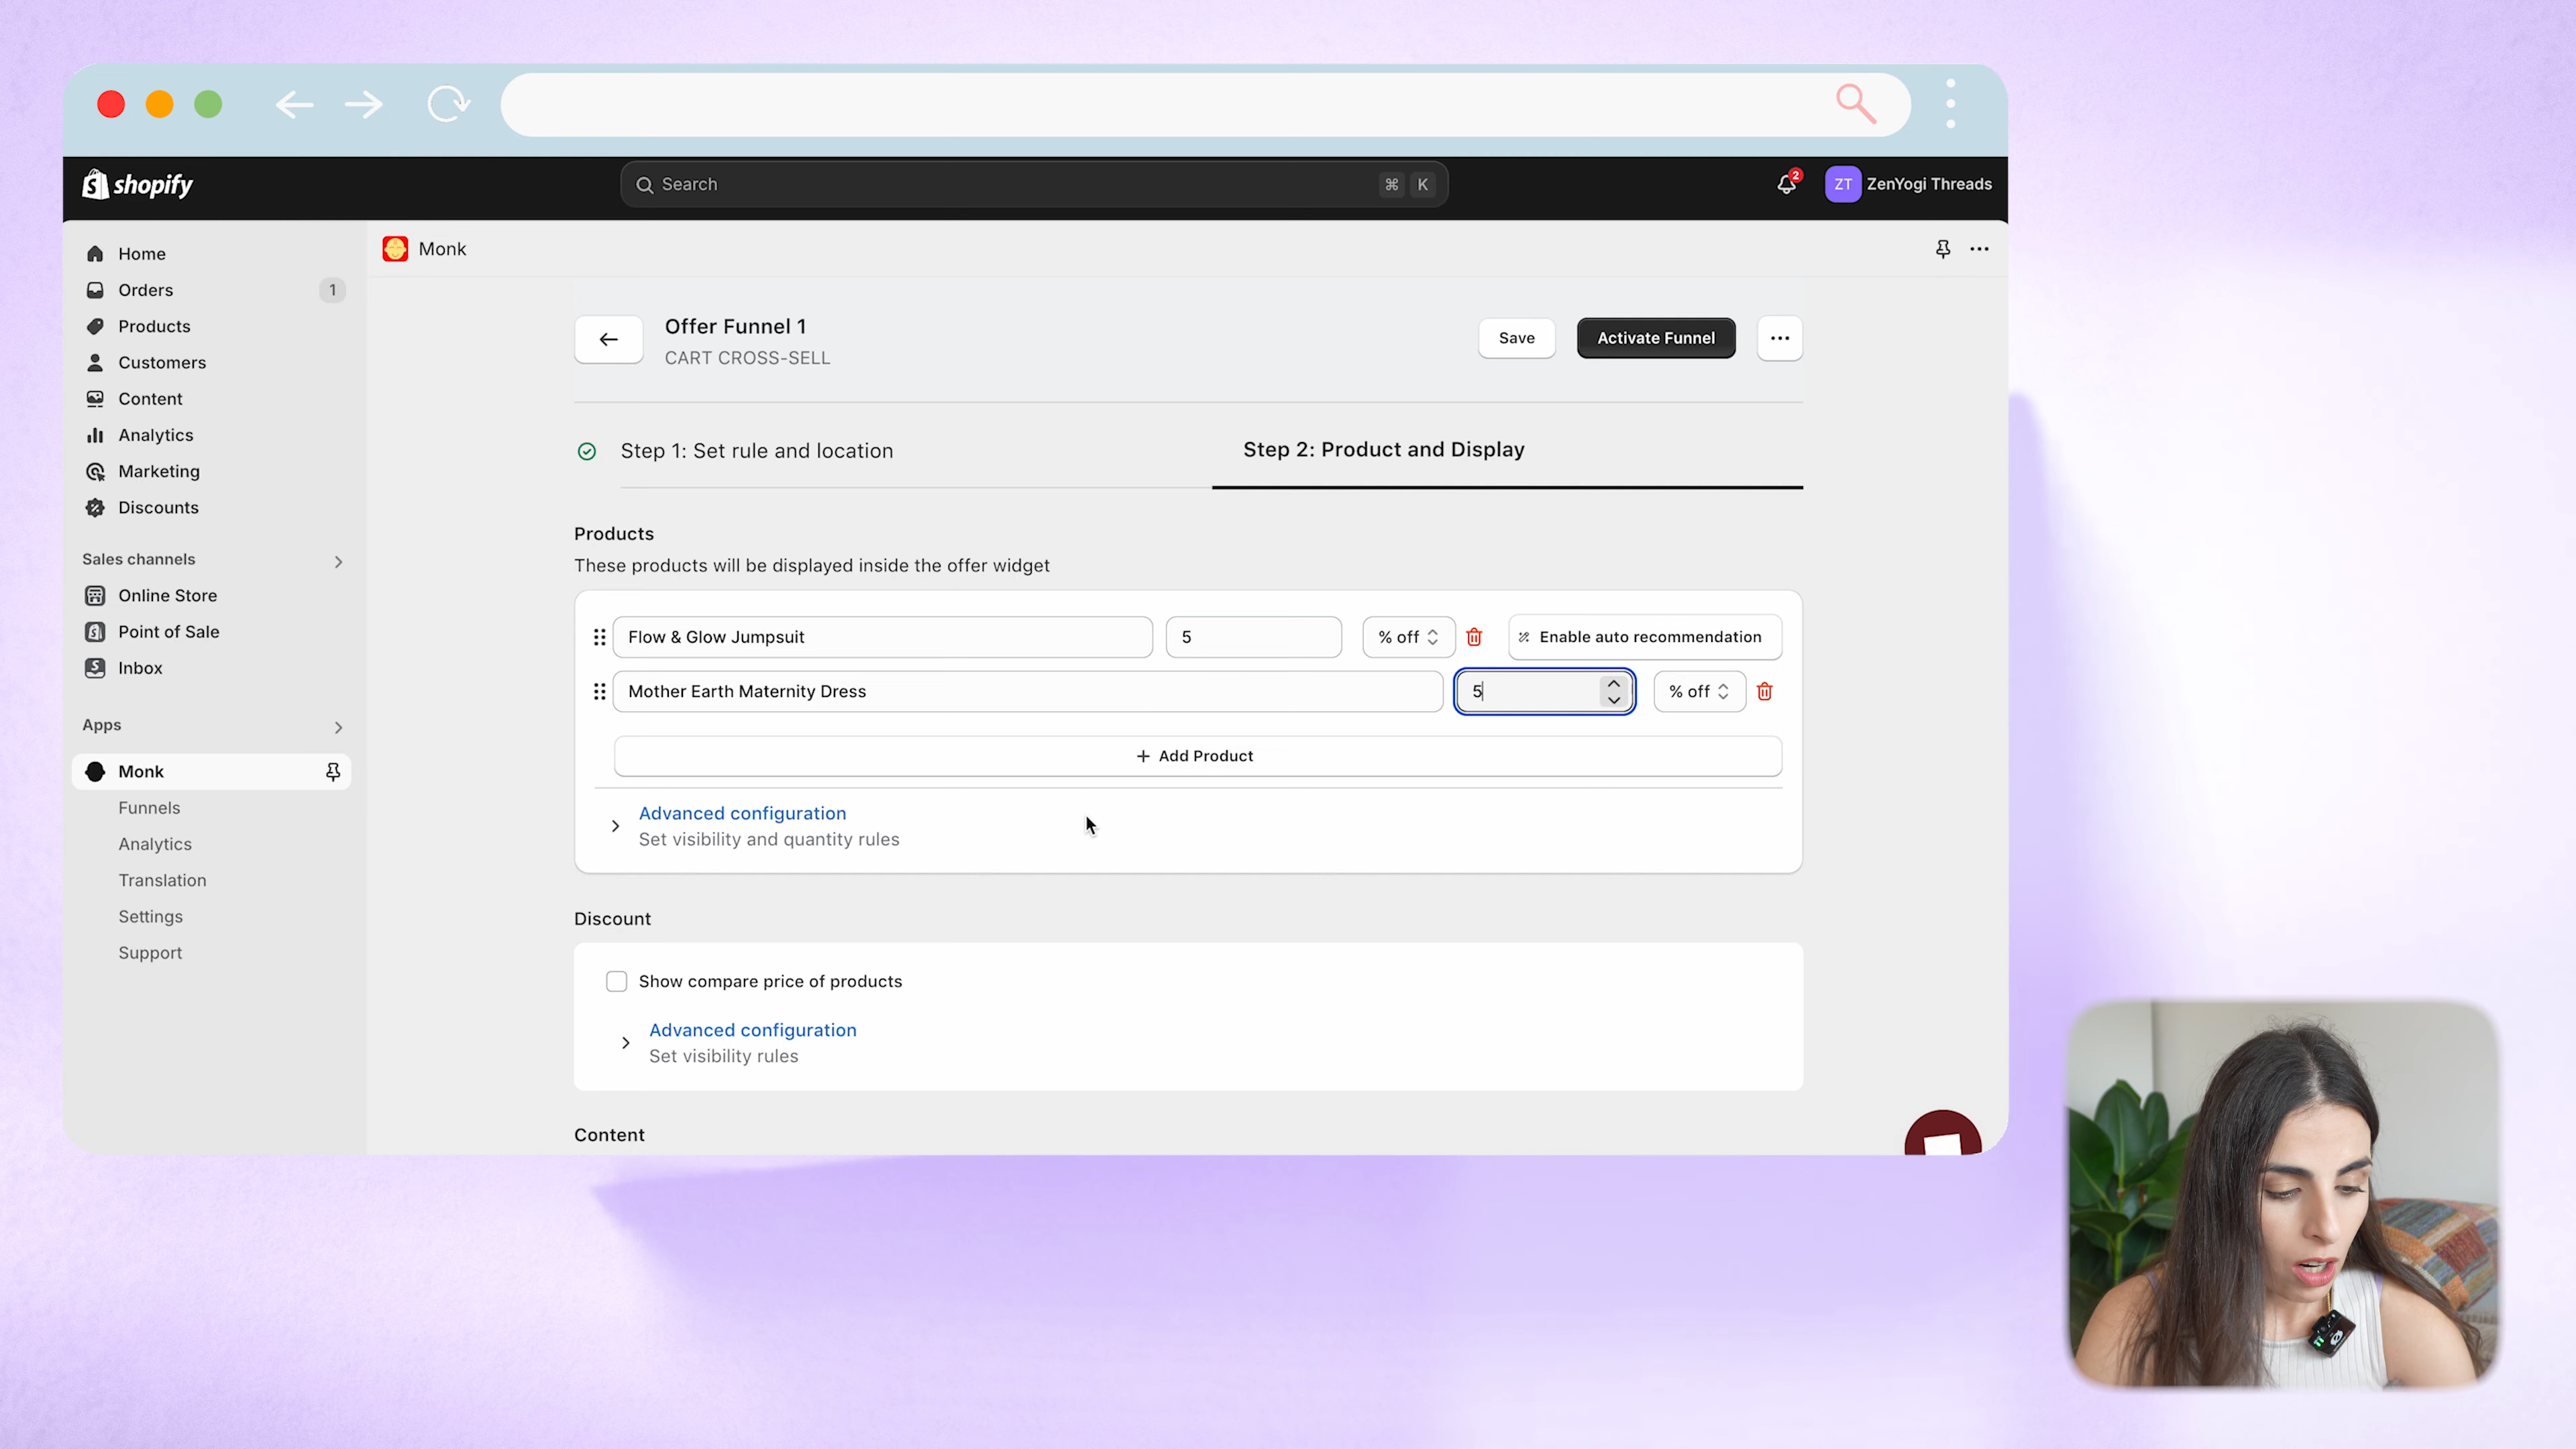 shopify
Search
⌘ K
2
ZT
ZenYogi Threads
Home
Orders
1
Products
Customers
Content
Analytics
Marketing
Discounts
Sales channels
Online Store
Point of Sale
Inbox
Apps
Monk
Funnels
Analytics
Translation
Settings
Support
Monk
Offer Funnel 1
CART CROSS-SELL
Save
Activate Funnel
Step 1: Set rule and location
Step 2: Product and Display
Products
These products will be displayed inside the offer widget
Flow & Glow Jumpsuit
5
% off
Enable auto recommendation
Mother Earth Maternity Dress
5
% off
+ Add Product
Advanced configuration
Set visibility and quantity rules
Discount
Show compare price of products
Advanced configuration
Set visibility rules
Content